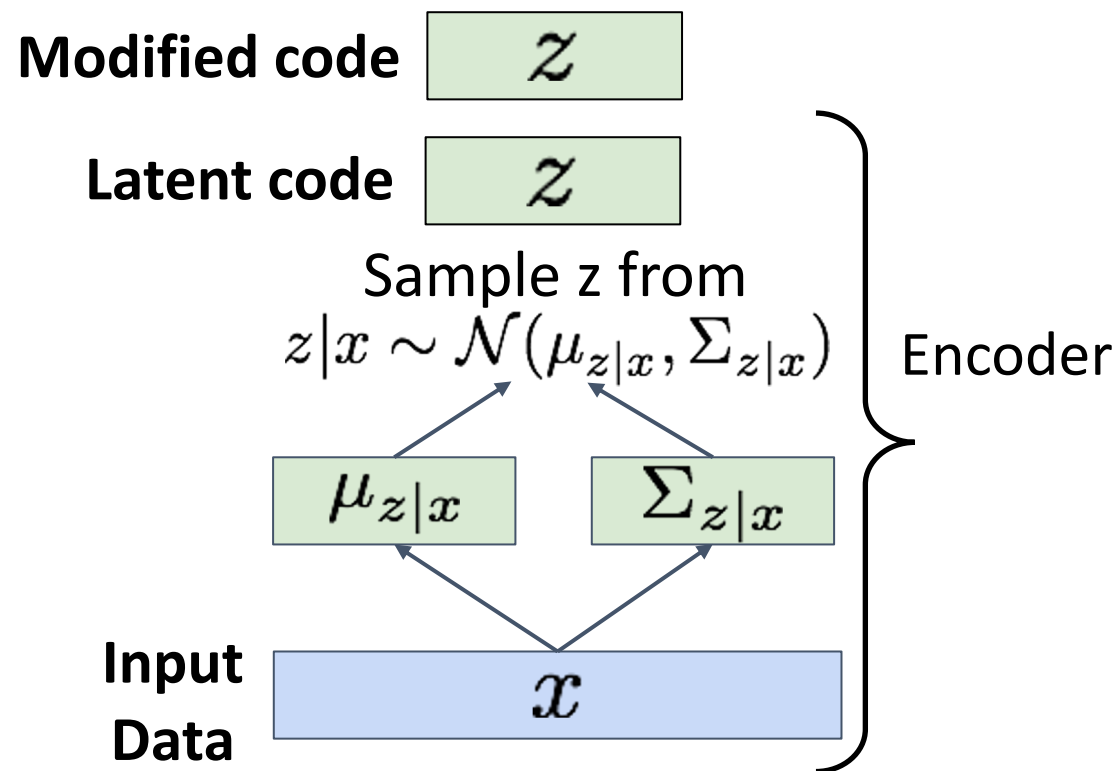 Modified code z
Latent code z
Sample z from
z|x ∼ 𝒩(μ_{z|x}, Σ_{z|x})
Encoder
μ_{z|x} Σ_{z|x}
Input
Data
x